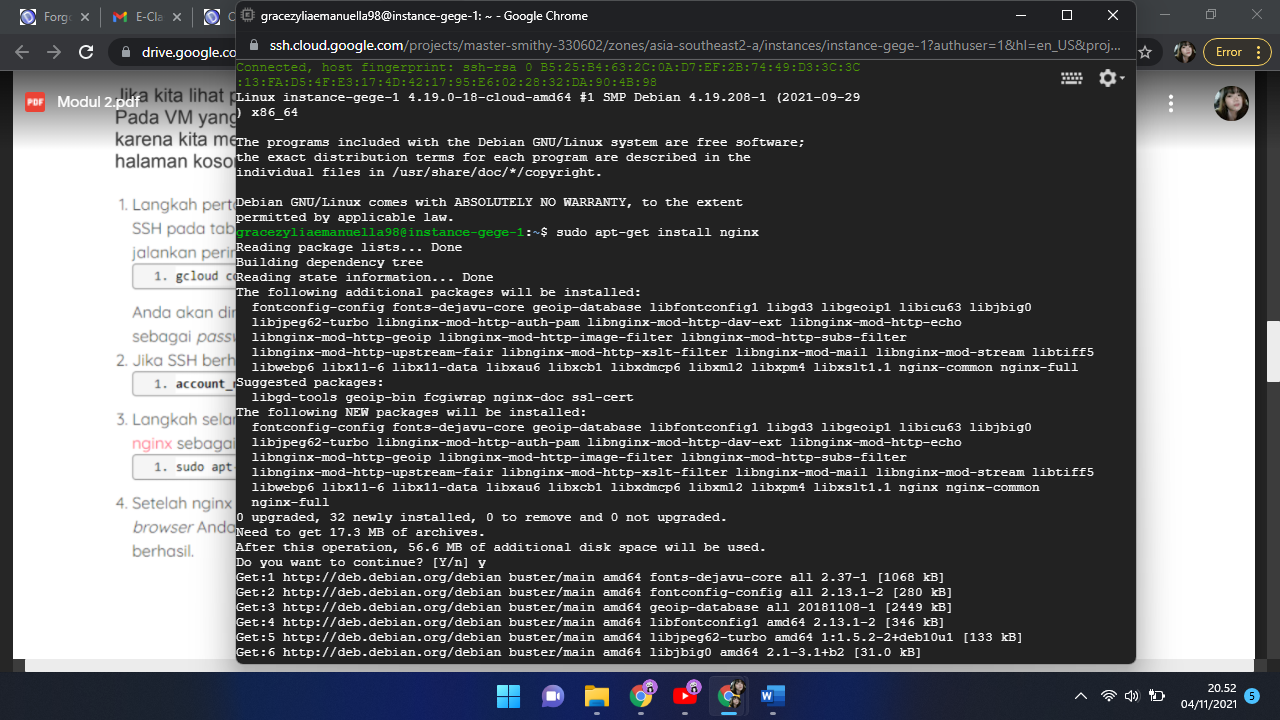 Forgo
E-Cla
gracezyliaemanuella98@instance-gege-1: ~ - Google Chrome
drive.google.co
ssh.cloud.google.com/projects/master-smithy-330602/zones/asia-southeast2-a/instances/instance-gege-1?authuser=1&hl=en_US&proj...
Error
PDF
Modul 2.pdf
Jika kita lihat p
Pada VM yang
karena kita me
halaman koson
1. Langkah perta
SSH pada tab
jalankan perin
1. gcloud co
Anda akan din
sebagai passw
2. Jika SSH berh
1. account_n
3. Langkah selan
nginx sebagai
1. sudo apt-
4. Setelah nginx
browser Anda
berhasil.
Connected, host fingerprint: ssh-rsa 0 B5:25:B4:63:2C:0A:D7:EF:2B:74:49:D3:3C:3C
:13:FA:D5:4F:E3:17:4D:42:17:95:E6:02:28:32:DA:90:4B:98
Linux instance-gege-1 4.19.0-18-cloud-amd64 #1 SMP Debian 4.19.208-1 (2021-09-29
) x86_64
The programs included with the Debian GNU/Linux system are free software;
the exact distribution terms for each program are described in the
individual files in /usr/share/doc/*/copyright.
Debian GNU/Linux comes with ABSOLUTELY NO WARRANTY, to the extent
permitted by applicable law.
gracezyliaemanuella98@instance-gege-1:~$ sudo apt-get install nginx
Reading package lists... Done
Building dependency tree
Reading state information... Done
The following additional packages will be installed:
fontconfig-config fonts-dejavu-core geoip-database libfontconfig1 libgd3 libgeoip1 libicu63 libjbig0
libjpeg62-turbo libnginx-mod-http-auth-pam libnginx-mod-http-dav-ext libnginx-mod-http-echo
libnginx-mod-http-geoip libnginx-mod-http-image-filter libnginx-mod-http-subs-filter
libnginx-mod-http-upstream-fair libnginx-mod-http-xslt-filter libnginx-mod-mail libnginx-mod-stream libtiff5
libwebp6 libx11-6 libx11-data libxau6 libxcb1 libxdmcp6 libxml2 libxpm4 libxslt1.1 nginx-common nginx-full
Suggested packages:
libgd-tools geoip-bin fcgiwrap nginx-doc ssl-cert
The following NEW packages will be installed:
fontconfig-config fonts-dejavu-core geoip-database libfontconfig1 libgd3 libgeoip1 libicu63 libjbig0
libjpeg62-turbo libnginx-mod-http-auth-pam libnginx-mod-http-dav-ext libnginx-mod-http-echo
libnginx-mod-http-geoip libnginx-mod-http-image-filter libnginx-mod-http-subs-filter
libnginx-mod-http-upstream-fair libnginx-mod-http-xslt-filter libnginx-mod-mail libnginx-mod-stream libtiff5
libwebp6 libx11-6 libx11-data libxau6 libxcb1 libxdmcp6 libxml2 libxpm4 libxslt1.1 nginx nginx-common
nginx-full
0 upgraded, 32 newly installed, 0 to remove and 0 not upgraded.
Need to get 17.3 MB of archives.
After this operation, 56.6 MB of additional disk space will be used.
Do you want to continue? [Y/n] y
Get:1 http://deb.debian.org/debian buster/main amd64 fonts-dejavu-core all 2.37-1 [1068 kB]
Get:2 http://deb.debian.org/debian buster/main amd64 fontconfig-config all 2.13.1-2 [280 kB]
Get:3 http://deb.debian.org/debian buster/main amd64 geoip-database all 20181108-1 [2449 kB]
Get:4 http://deb.debian.org/debian buster/main amd64 libfontconfig1 amd64 2.13.1-2 [346 kB]
Get:5 http://deb.debian.org/debian buster/main amd64 libjpeg62-turbo amd64 1:1.5.2-2+deb10u1 [133 kB]
Get:6 http://deb.debian.org/debian buster/main amd64 libjbig0 amd64 2.1-3.1+b2 [31.0 kB]
20.52
04/11/2021
5